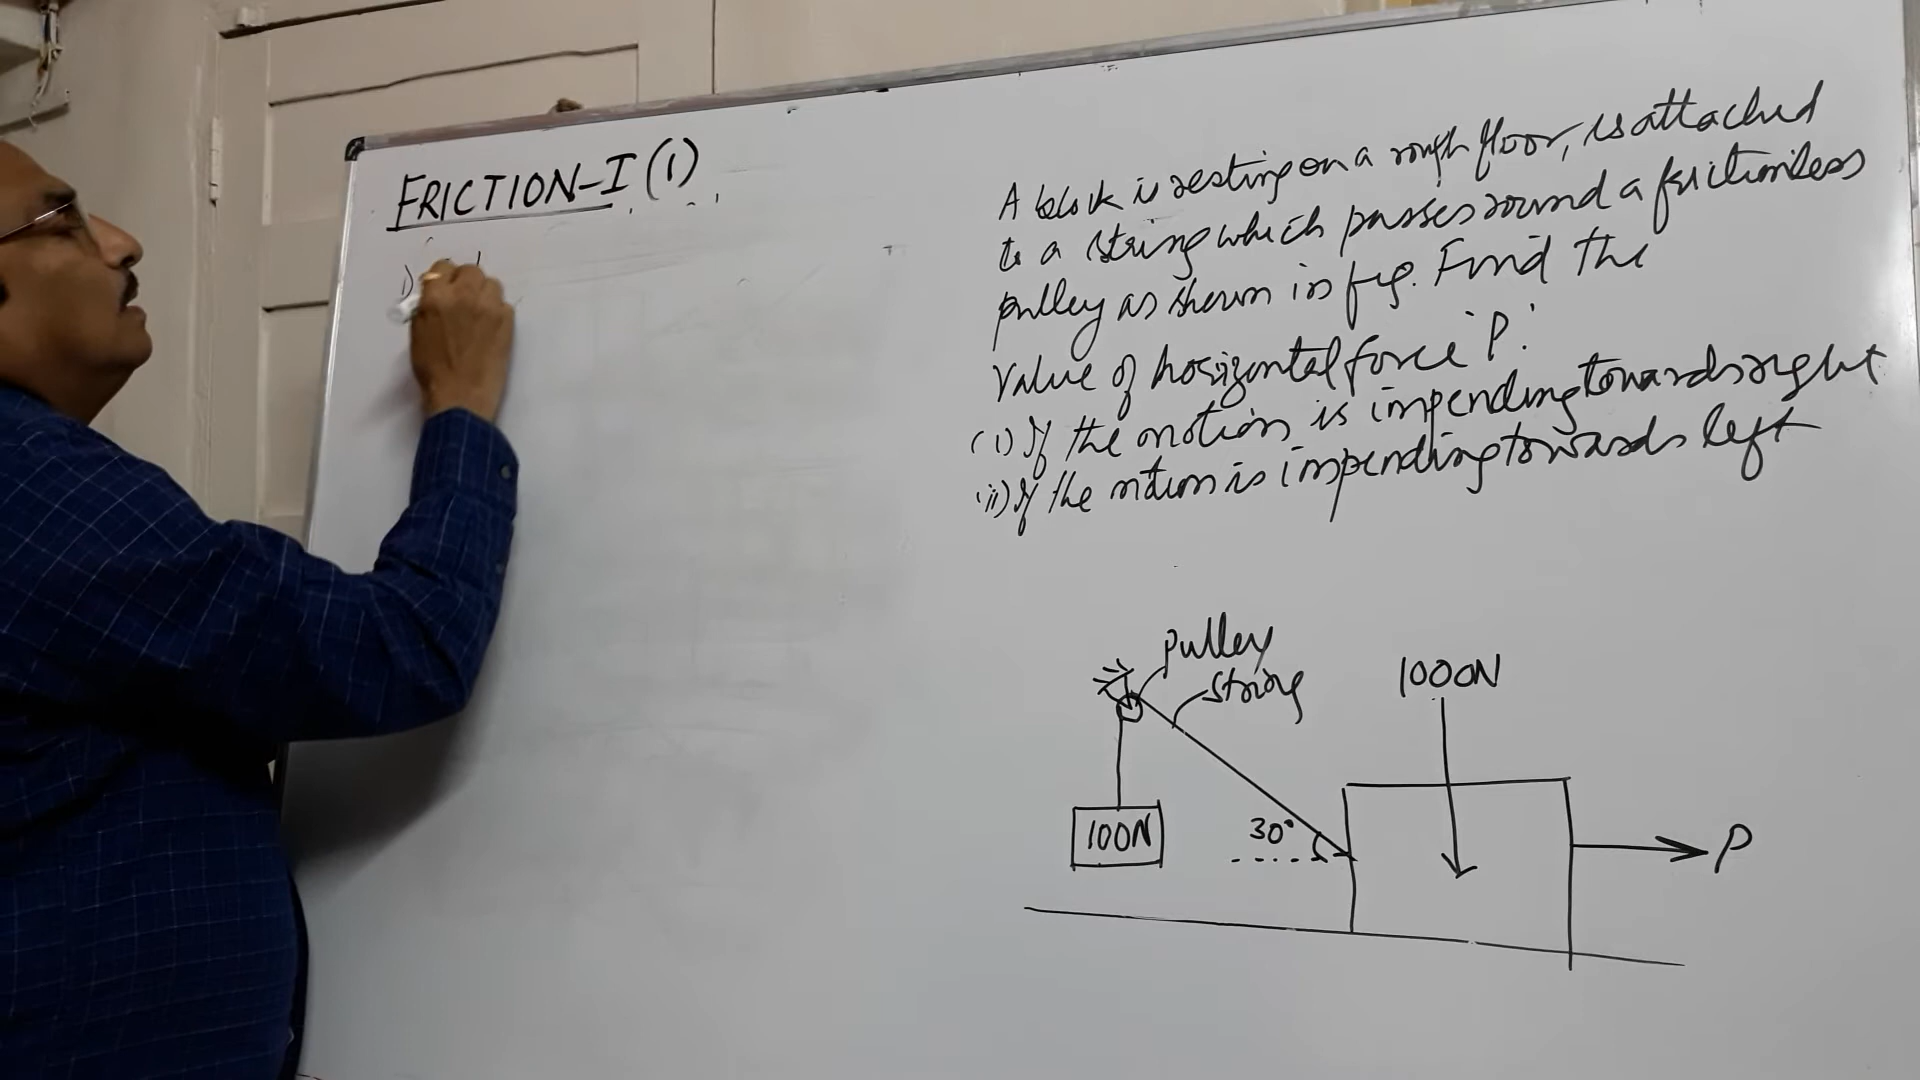 FRICTION-I (1)
1)
A block is resting on a rough floor, is attached
to a string which passes round a frictionless
pulley as shown in fig. Find the
Value of horizontal force 'P'.
(i) If the motion is impending towards right
(ii) If the motion is impending towards left
Pulley
string
1000N
100N
30°
P